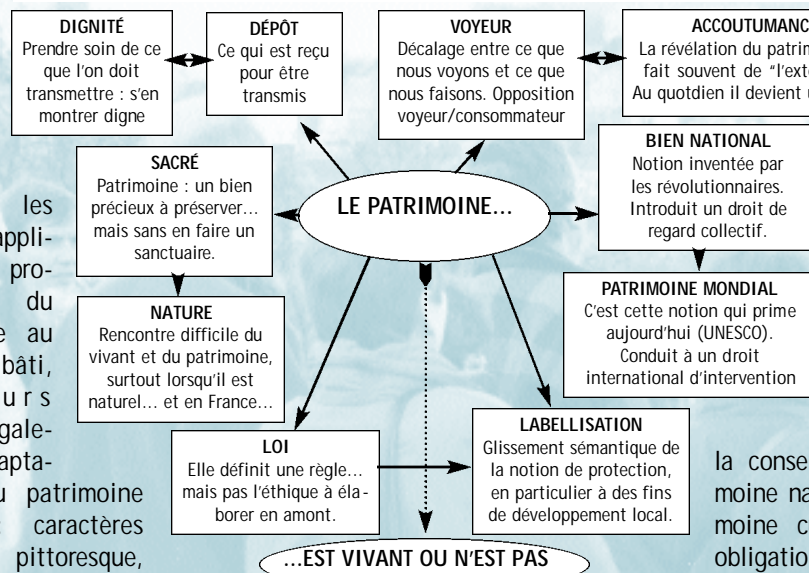 DIGNITÉ
Prendre soin de ce
que l'on doit
transmettre : s'en
montrer digne
DÉPÔT
Ce qui est reçu
pour être
transmis
VOYEUR
Décalage entre ce que
nous voyons et ce que
nous faisons. Opposition
voyeur/consommateur
ACCOUTUMANC
La révélation du patrim
fait souvent de "l'exté
Au quotdien il devient u
SACRÉ
Patrimoine : un bien
précieux à préserver...
mais sans en faire un
sanctuaire.
LE PATRIMOINE...
BIEN NATIONAL
Notion inventée par
les révolutionnaires.
Introduit un droit de
regard collectif.
NATURE
Rencontre difficile du
vivant et du patrimoine,
surtout lorsqu'il est
naturel... et en France...
PATRIMOINE MONDIAL
C'est cette notion qui prime
aujourd'hui (UNESCO).
Conduit à un droit
international d'intervention
LOI
Elle définit une règle...
mais pas l'éthique à éla-
borer en amont.
LABELLISATION
Glissement sémantique de
la notion de protection,
en particulier à des fins
de développement local.
...EST VIVANT OU N'EST PAS
les
appli-
pro-
du
e au
bâti,
urs
gale-
apta-
u patrimoine
caractères
pittoresque,
la conse
moine na
moine c
obligatio